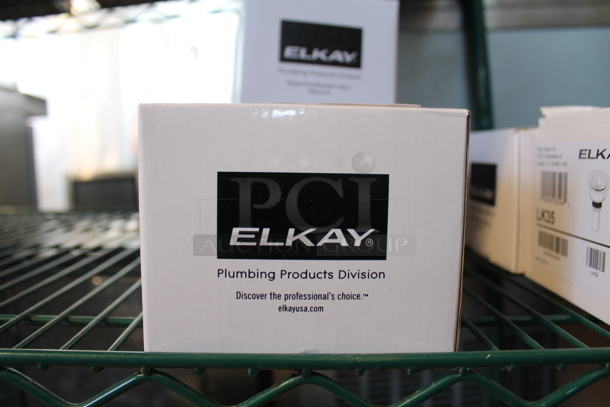 ELKAY
Plumbing Products Division
PCI
AUCTION GROUP
ELKAY®
Plumbing Products Division
Discover the professional's choice.™
elkayusa.com
ELKAY
LK35